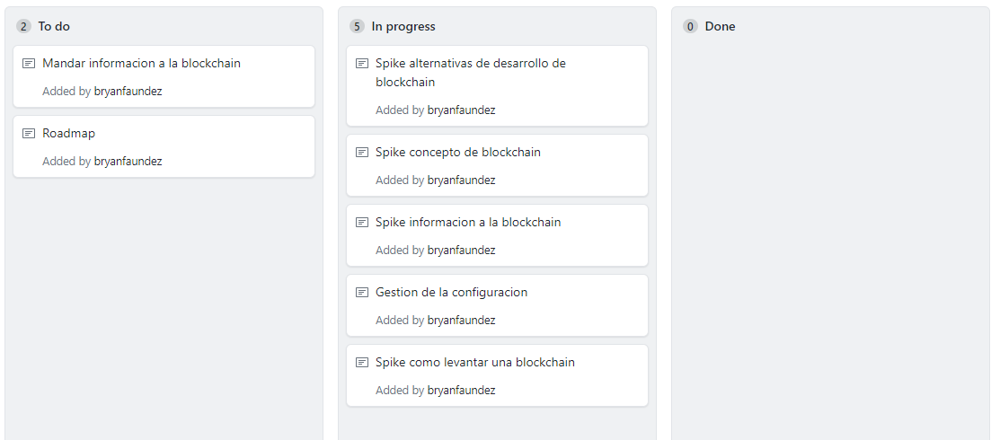 2 To do
Mandar informacion a la blockchain
Added by bryanfaundez
Roadmap
Added by bryanfaundez
5 In progress
Spike alternativas de desarrollo de
blockchain
Added by bryanfaundez
Spike concepto de blockchain
Added by bryanfaundez
Spike informacion a la blockchain
Added by bryanfaundez
Gestion de la configuracion
Added by bryanfaundez
Spike como levantar una blockchain
Added by bryanfaundez
0 Done